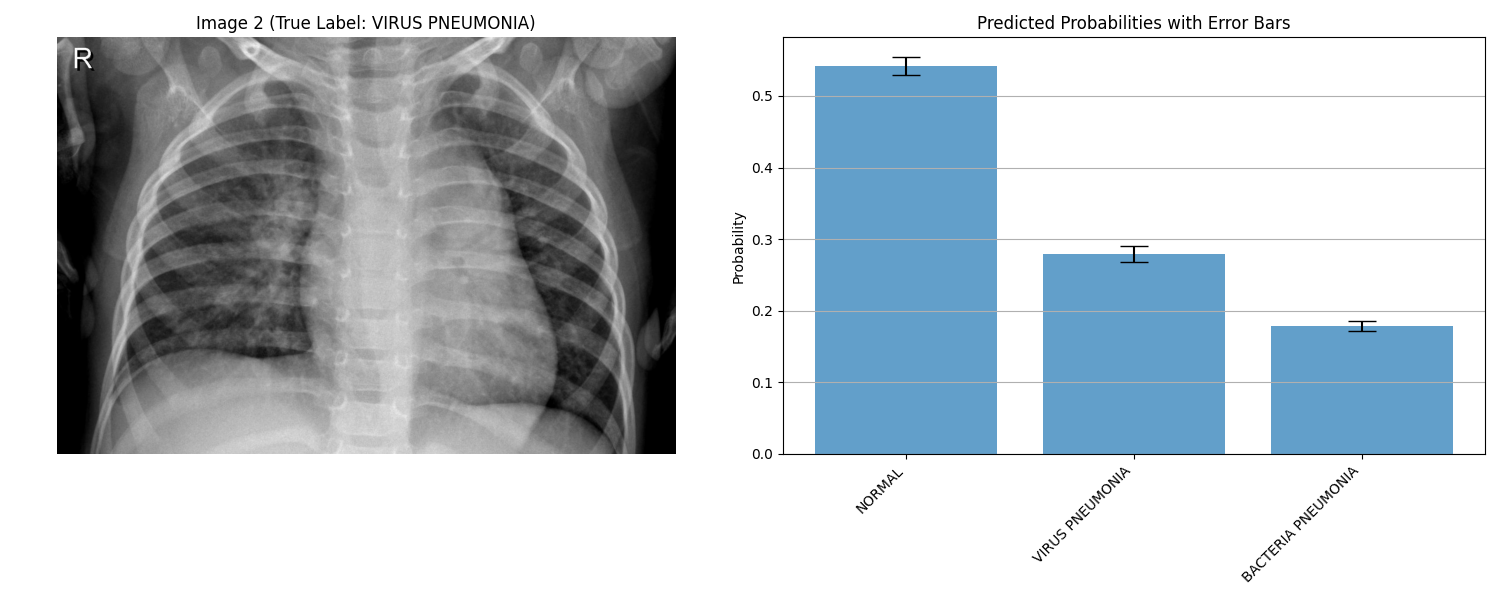 Image 2 (True Label: VIRUS PNEUMONIA)
R
Predicted Probabilities with Error Bars
Probability
0.5
0.4
0.3
0.2
0.1
0.0
NORMAL
VIRUS PNEUMONIA
BACTERIA PNEUMONIA